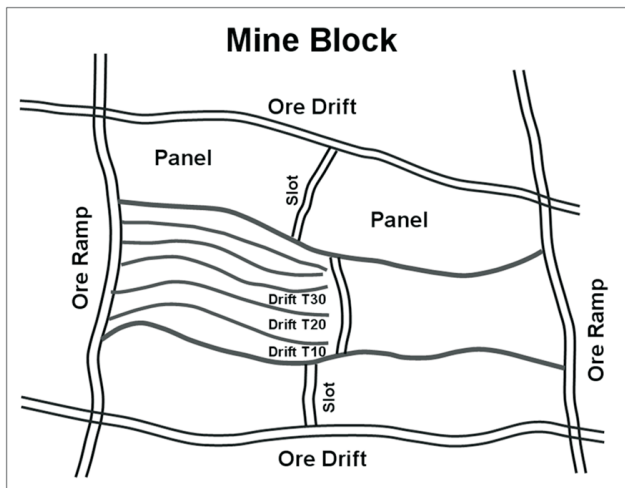 Mine Block
Ore Drift
Panel
Slot
Panel
Ore Ramp
Drift T30
Ore Ramp
Drift T20
Drift T10
Slot
Ore Drift